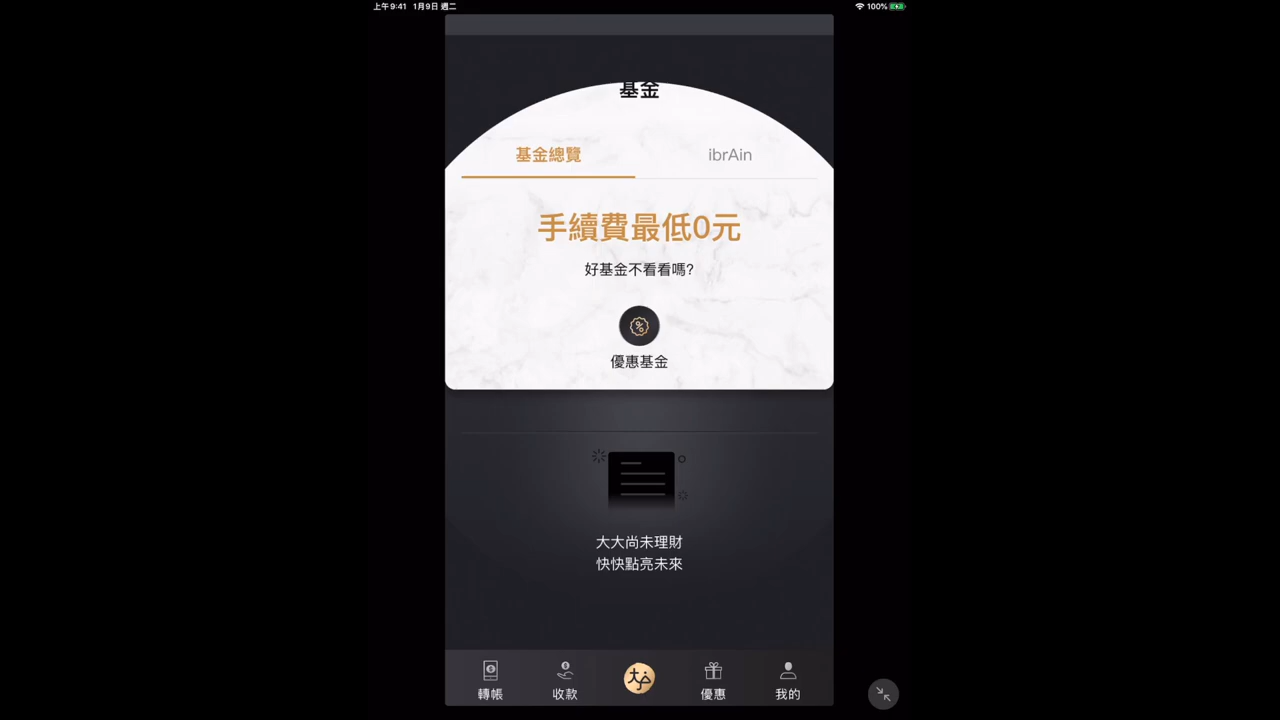 上午9:41 1月9日 週二
100%
基金
基金總覽
ibrAin
手續費最低0元
好基金不看看嗎?
優惠基金
大大尚未理財
快快點亮未來
轉帳
收款
大戶
優惠
我的